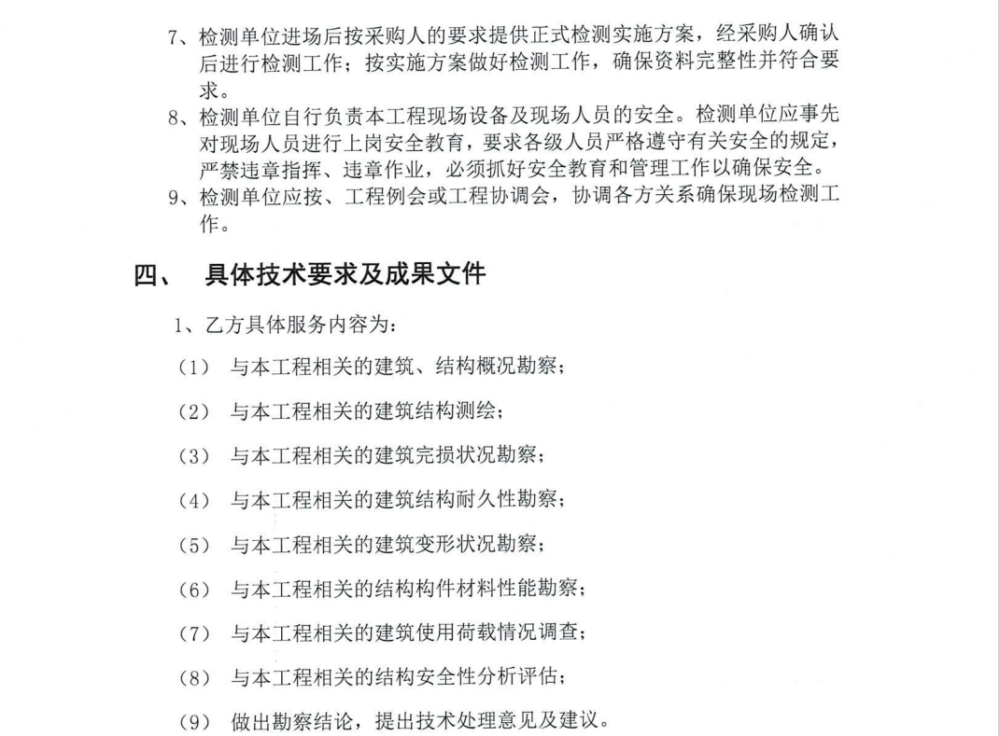 7、检测单位进场后按采购人的要求提供正式检测实施方案，经采购人确认
后进行检测工作；按实施方案做好检测工作，确保资料完整性并符合要
求。
8、检测单位自行负责本工程现场设备及现场人员的安全。检测单位应事先
对现场人员进行上岗安全教育，要求各级人员严格遵守有关安全的规定，
严禁违章指挥、违章作业，必须抓好安全教育和管理工作以确保安全。
9、检测单位应按、工程例会或工程协调会，协调各方关系确保现场检测工
作。
四、 具体技术要求及成果文件
1、乙方具体服务内容为：
（1） 与本工程相关的建筑、结构概况勘察；
（2） 与本工程相关的建筑结构测绘；
（3） 与本工程相关的建筑完损状况勘察；
（4） 与本工程相关的建筑结构耐久性勘察；
（5） 与本工程相关的建筑变形状况勘察；
（6） 与本工程相关的结构构件材料性能勘察；
（7） 与本工程相关的建筑使用荷载情况调查；
（8） 与本工程相关的结构安全性分析评估；
（9） 做出勘察结论，提出技术处理意见及建议。